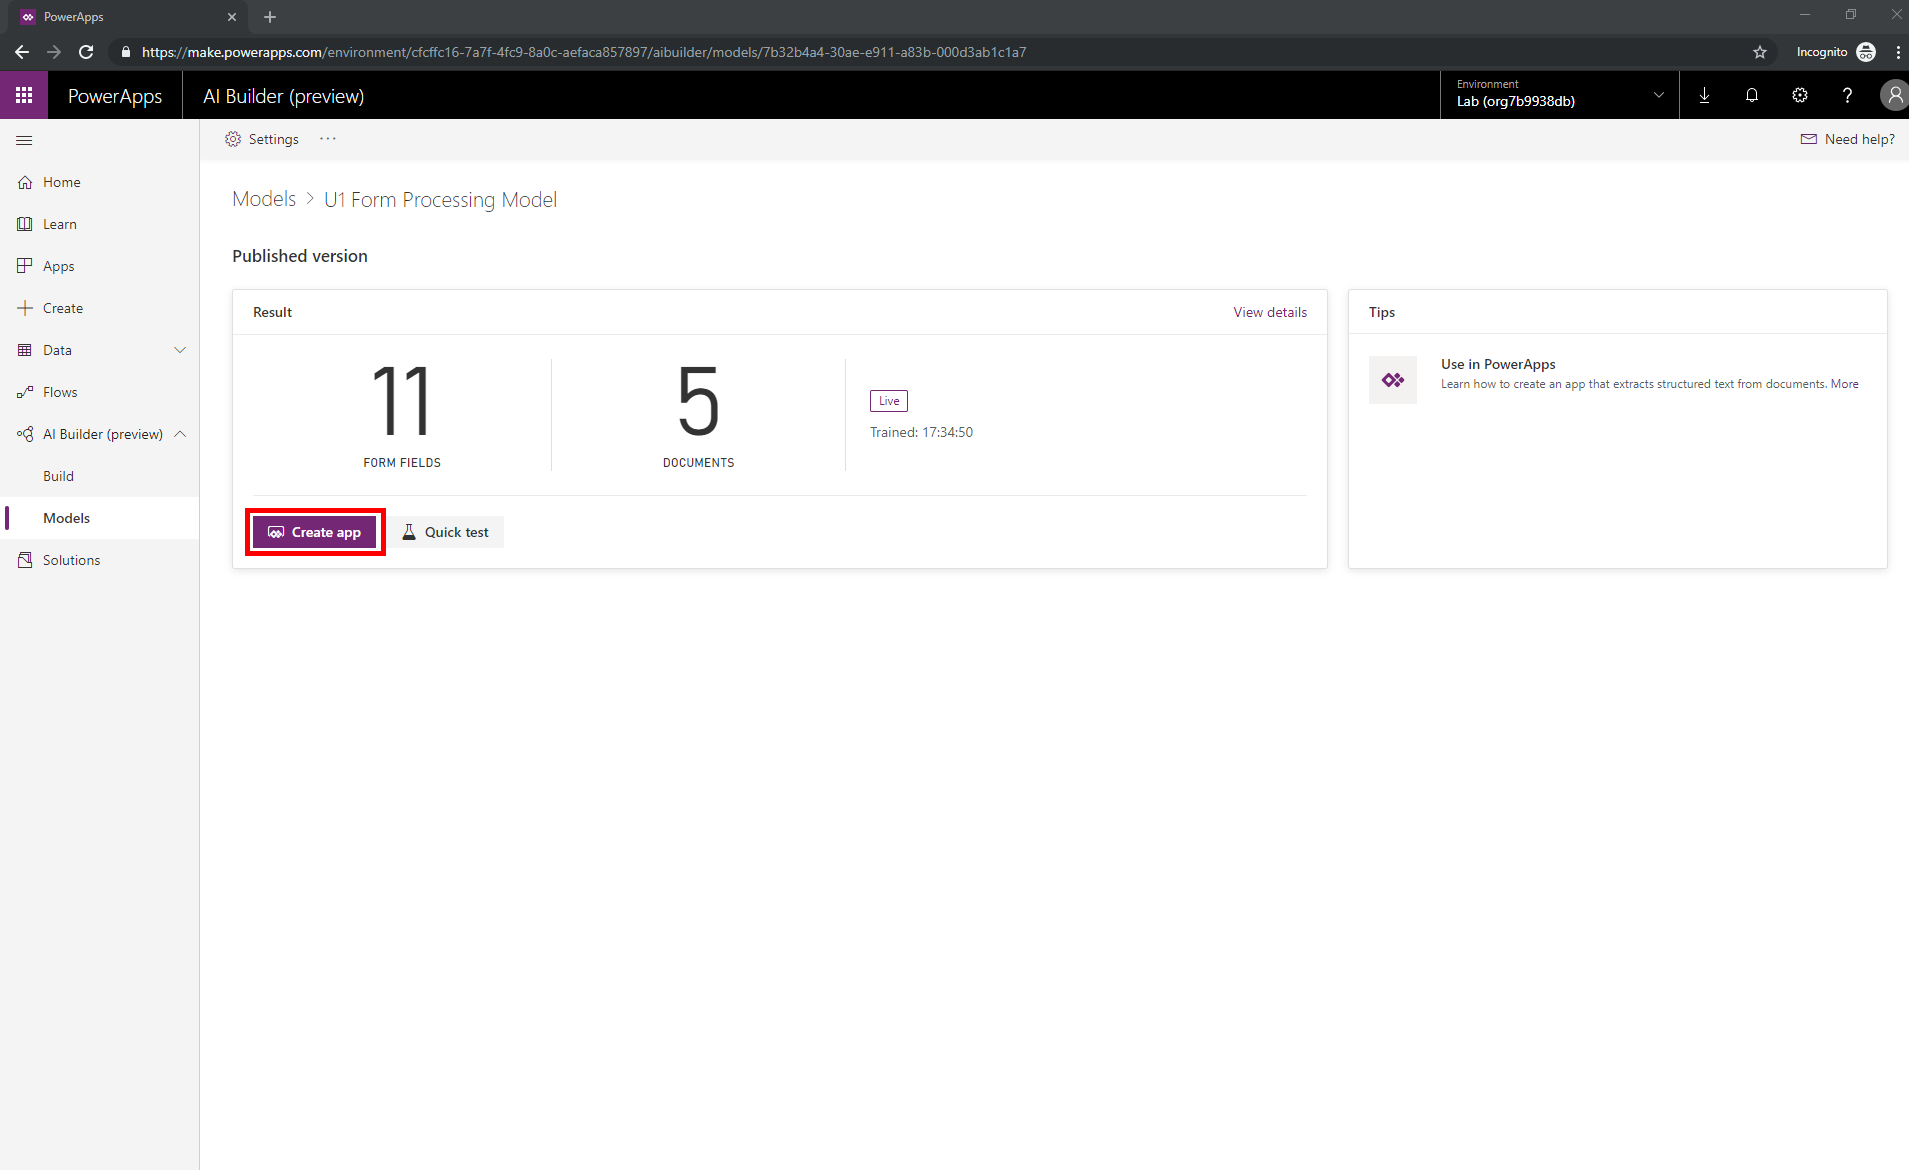 PowerApps
https://make.powerapps.com/environment/cfcffc16-7a7f-4fc9-8a0c-aefaca857897/aibuilder/models/7b32b4a4-30ae-e911-a83b-000d3ab1c1a7
Incognito
PowerApps
AI Builder (preview)
Environment
Lab (org7b9938db)
?
Settings
···
Need help?
Home
Learn
Apps
Create
Data
Flows
AI Builder (preview)
Build
Models
Solutions
Models > U1 Form Processing Model
Published version
Result
View details
11
FORM FIELDS
5
DOCUMENTS
Live
Trained: 17:34:50
Create app
Quick test
Tips
Use in PowerApps
Learn how to create an app that extracts structured text from documents. More